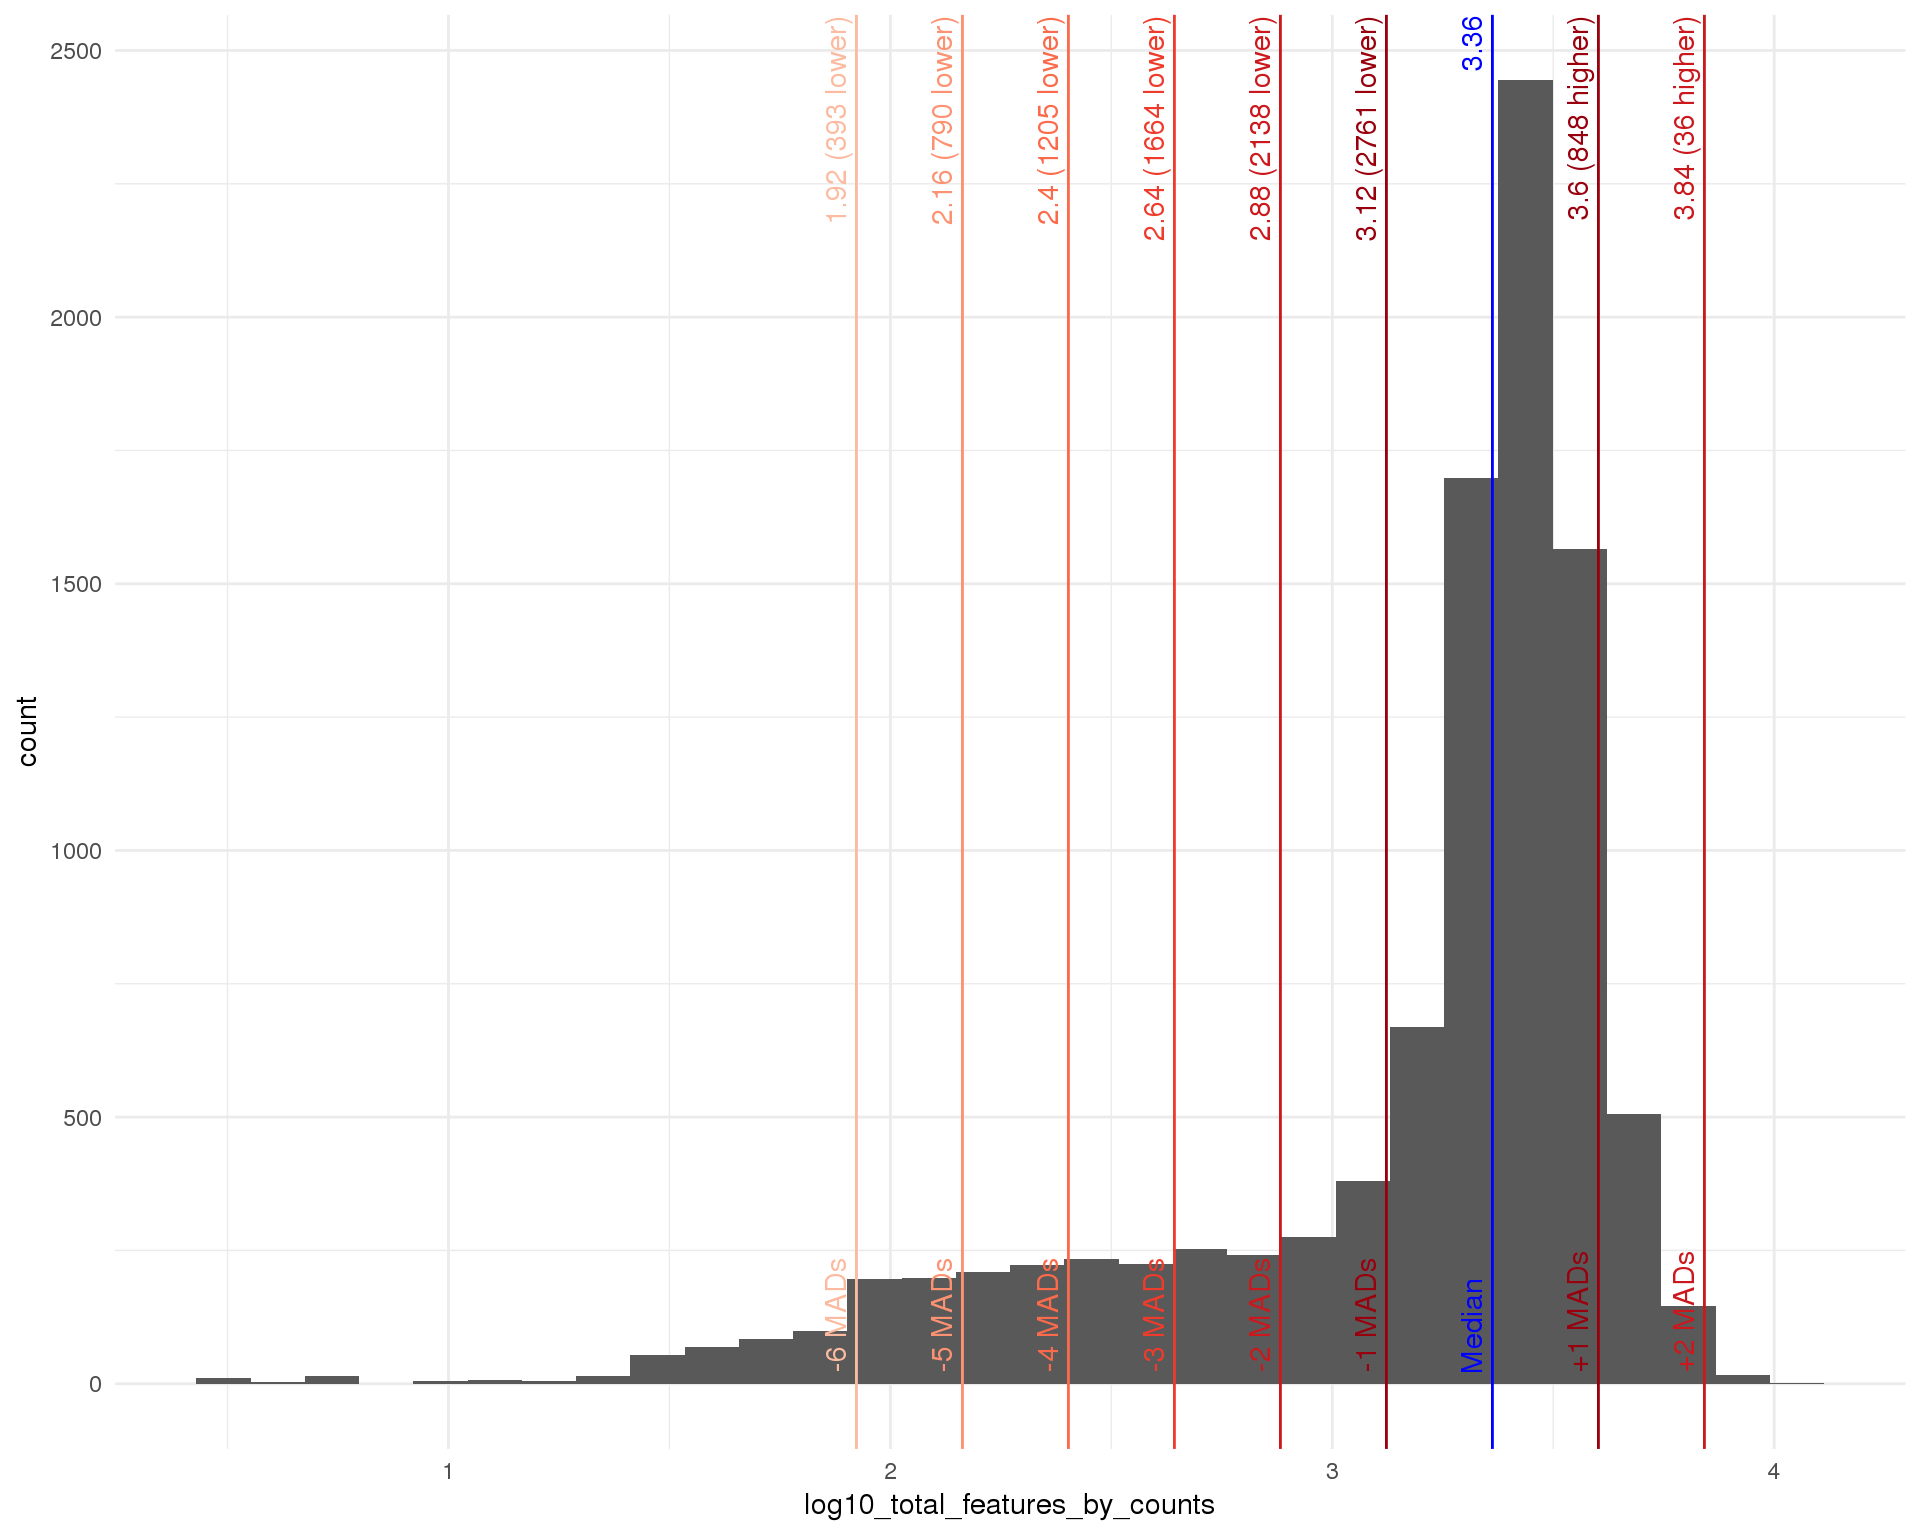 2500
2000
1500
1000
500
0
count
1.92 (393 lower)
2.16 (790 lower)
2.4 (1205 lower)
2.64 (1664 lower)
2.88 (2138 lower)
3.12 (2761 lower)
3.36
3.6 (848 higher)
3.84 (36 higher)
-6 MADs
-5 MADs
-4 MADs
-3 MADs
-2 MADs
-1 MADs
Median
+1 MADs
+2 MADs
1
2
3
4
log10_total_features_by_counts